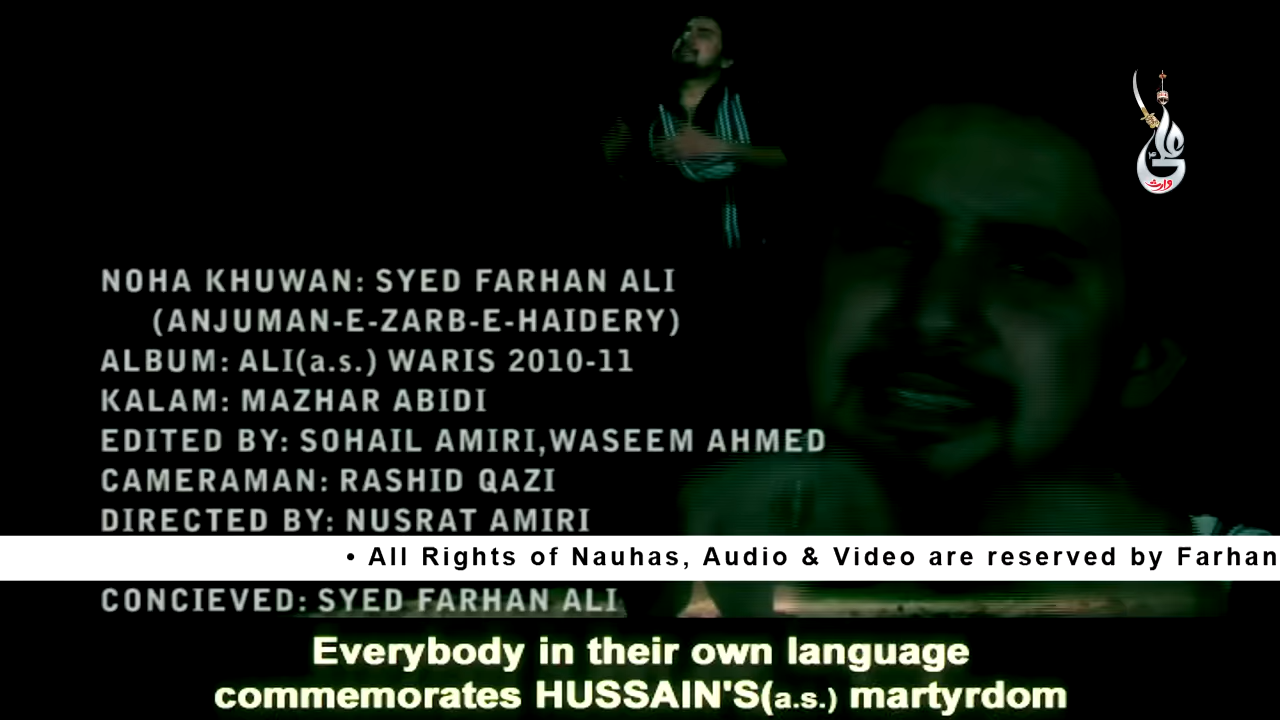 علی
وارث
NOHA KHUWAN: SYED FARHAN ALI
(ANJUMAN-E-ZARB-E-HAIDERY)
ALBUM: ALI(a.s.) WARIS 2010-11
KALAM: MAZHAR ABIDI
EDITED BY: SOHAIL AMIRI,WASEEM AHMED
CAMERAMAN: RASHID QAZI
DIRECTED BY: NUSRAT AMIRI
• All Rights of Nauhas, Audio & Video are reserved by Farhan
CONCIEVED: SYED FARHAN ALI
Everybody in their own language
commemorates HUSSAIN'S(a.s.) martyrdom